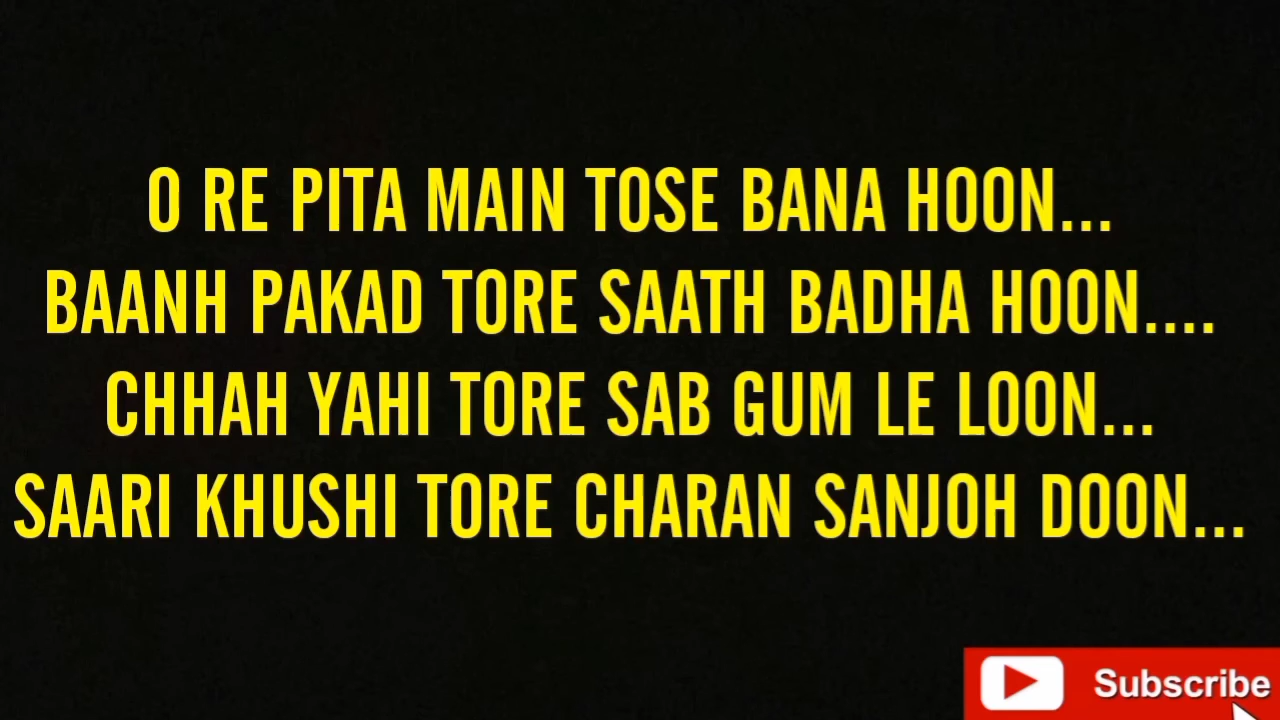 O RE PITA MAIN TOSE BANA HOON...
BAANH PAKAD TORE SAATH BADHA HOON....
CHHAH YAHI TORE SAB GUM LE LOON...
SAARI KHUSHI TORE CHARAN SANJOH DOON...
Subscribe